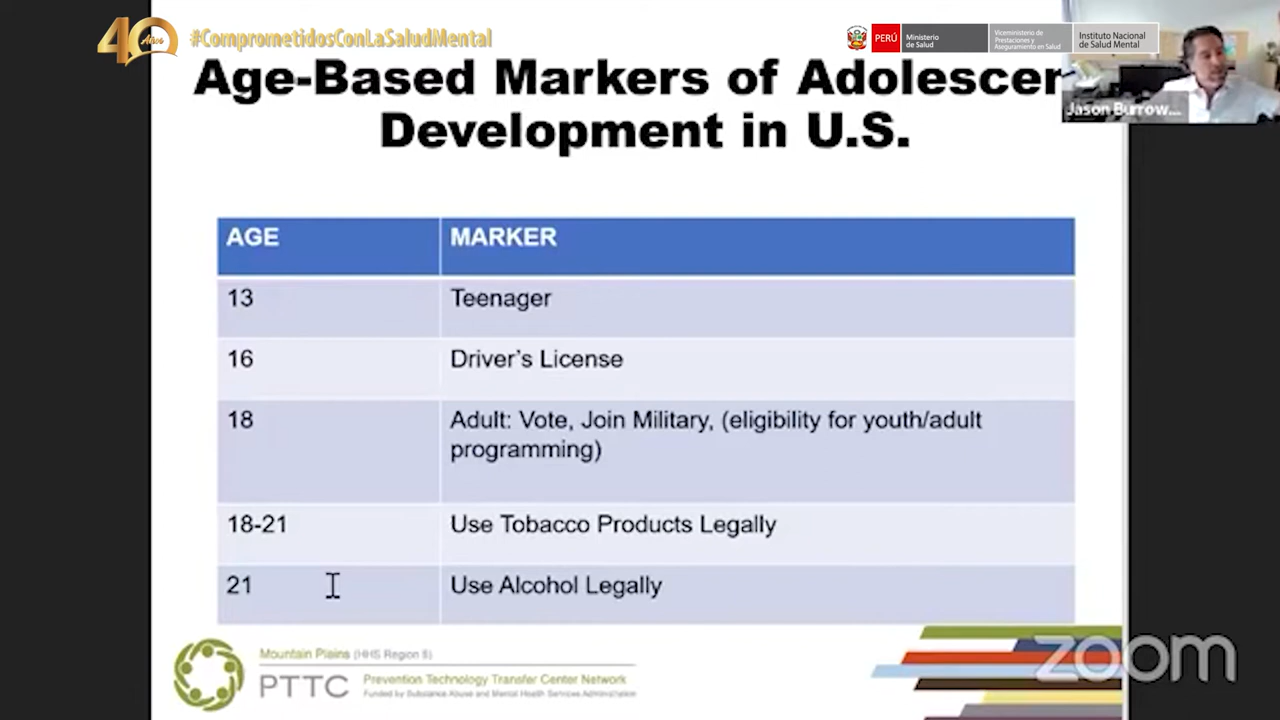 40
Años
#ComprometidosConLaSaludMental
PERÚ
Ministerio
de Salud
Viceministerio de
Prestaciones y
Aseguramiento en Salud
Instituto Nacional
de Salud Mental
Age-Based Markers of Adolescen
Development in U.S.
Jason Burrow...
AGE MARKER
13 Teenager
16 Driver's License
18 Adult: Vote, Join Military, (eligibility for youth/adult
programming)
18-21 Use Tobacco Products Legally
21 Use Alcohol Legally
Mountain Plains (HHS Region 8)
PTTC
Prevention Technology Transfer Center Network
Funded by Substance Abuse and Mental Health Services Administration
zoom